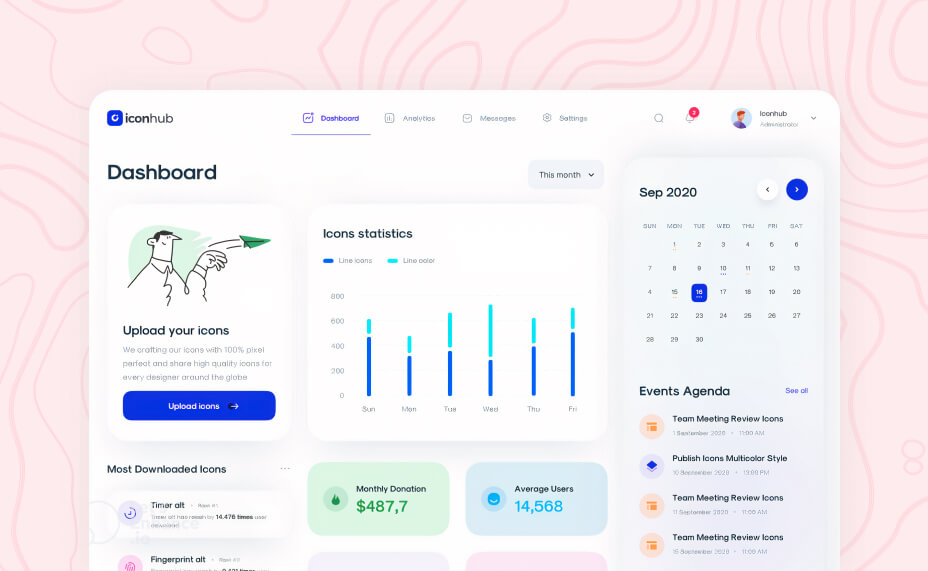 iconhub
Dashboard
Analytics
Messages
Settings
2
Iconhub
Administrator
Dashboard
This month
Upload your icons
We crafting our icons with 100% pixel
perfect and share high quality icons for
every designer around the globe
Upload icons
Icons statistics
Line icons
Line color
800
600
400
200
0
Sun Mon Tue Wed Thu Fri
Sep 2020
SUN MON TUE WED THU FRI SAT
1 2 3 4 5 6
7 8 9 10 11 12 13
4 15 16 17 18 19 20
21 22 23 24 25 26 27
28 29 30
Events Agenda
See all
Team Meeting Review Icons
1 September 2020 • 11:00 AM
Publish Icons Multicolor Style
10 September 2020 • 13:00 PM
Team Meeting Review Icons
11 September 2020 • 11:00 AM
Team Meeting Review Icons
15 September 2020 • 11:00 AM
Most Downloaded Icons
Timer alt • Rank #1
Timer alt has reach by 14.476 times user
download
Fingerprint alt
Monthly Donation
$487,7
Average Users
14,568